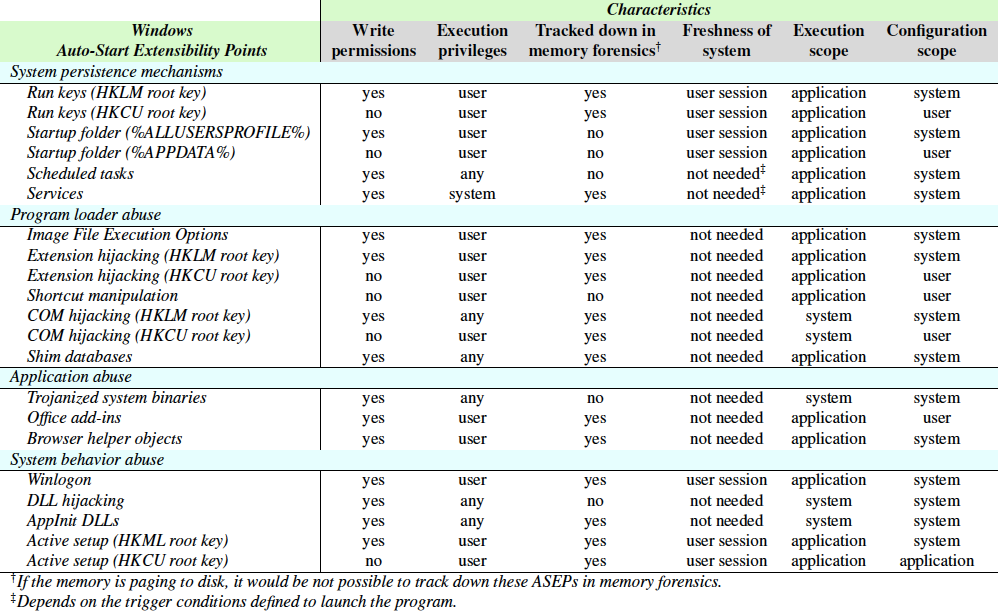 Characteristics
Windows Auto-Start Extensibility Points | Write permissions | Execution privileges | Tracked down in memory forensics† | Freshness of system | Execution scope | Configuration scope
System persistence mechanisms
Run keys (HKLM root key) yes user yes user session application system
Run keys (HKCU root key) no user yes user session application user
Startup folder (%ALLUSERSPROFILE%) yes user no user session application system
Startup folder (%APPDATA%) no user no user session application user
Scheduled tasks yes any no not needed‡ application system
Services yes system yes not needed‡ application system
Program loader abuse
Image File Execution Options yes user yes not needed application system
Extension hijacking (HKLM root key) yes user yes not needed application system
Extension hijacking (HKCU root key) no user yes not needed application user
Shortcut manipulation no user no not needed application user
COM hijacking (HKLM root key) yes any yes not needed system system
COM hijacking (HKCU root key) no user yes not needed system user
Shim databases yes any yes not needed application system
Application abuse
Trojanized system binaries yes any no not needed system system
Office add-ins yes user yes not needed application user
Browser helper objects yes user yes not needed application system
System behavior abuse
Winlogon yes user yes user session application system
DLL hijacking yes any no not needed system system
AppInit DLLs yes any yes not needed system system
Active setup (HKML root key) yes user yes user session application system
Active setup (HKCU root key) no user yes user session application application
†If the memory is paging to disk, it would be not possible to track down these ASEPs in memory forensics.
‡Depends on the trigger conditions defined to launch the program.